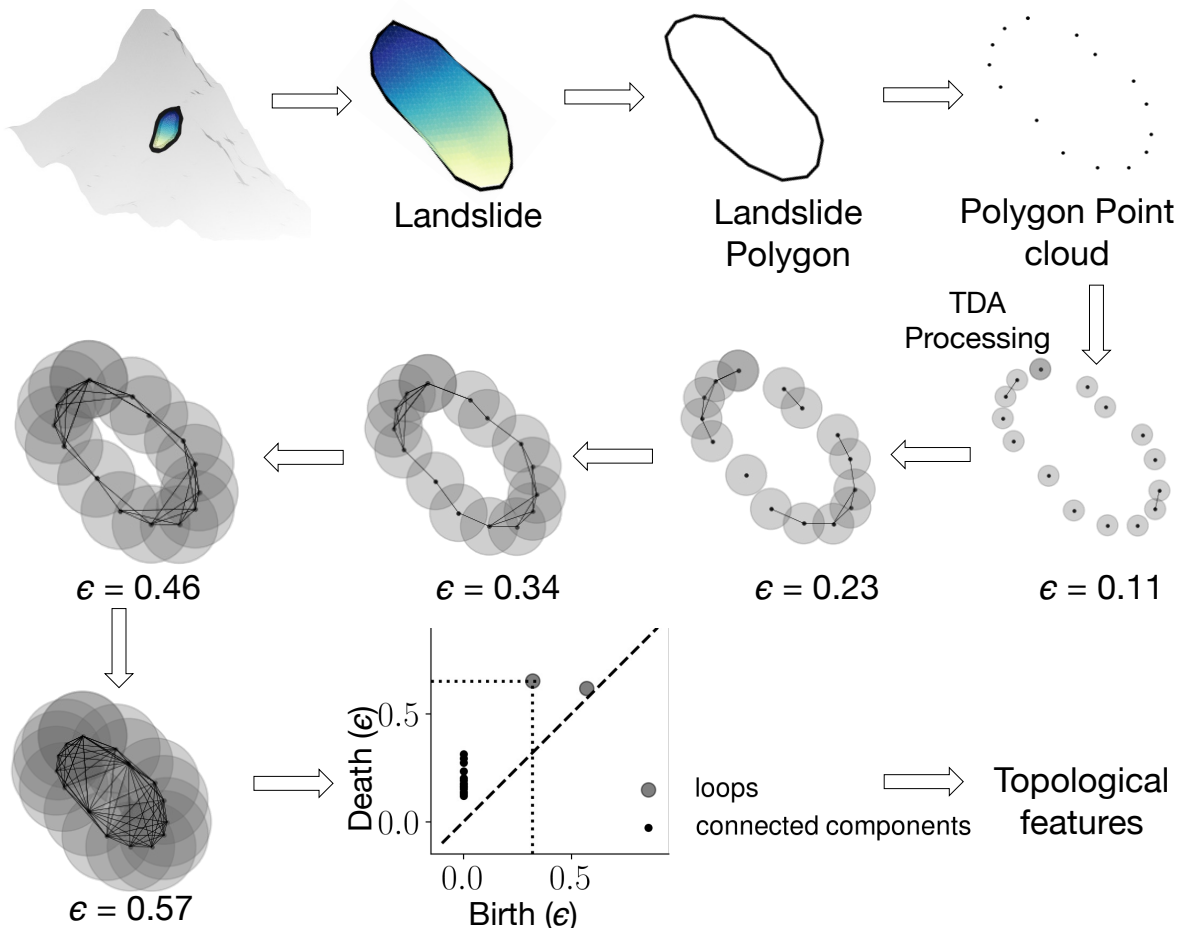 Landslide
Landslide
Polygon
Polygon Point
cloud
TDA
Processing
ϵ = 0.46
ϵ = 0.34
ϵ = 0.23
ϵ = 0.11
Death (ϵ)
0.5
0.0
0.0 0.5
Birth (ϵ)
loops
connected components
Topological
features
ϵ = 0.57